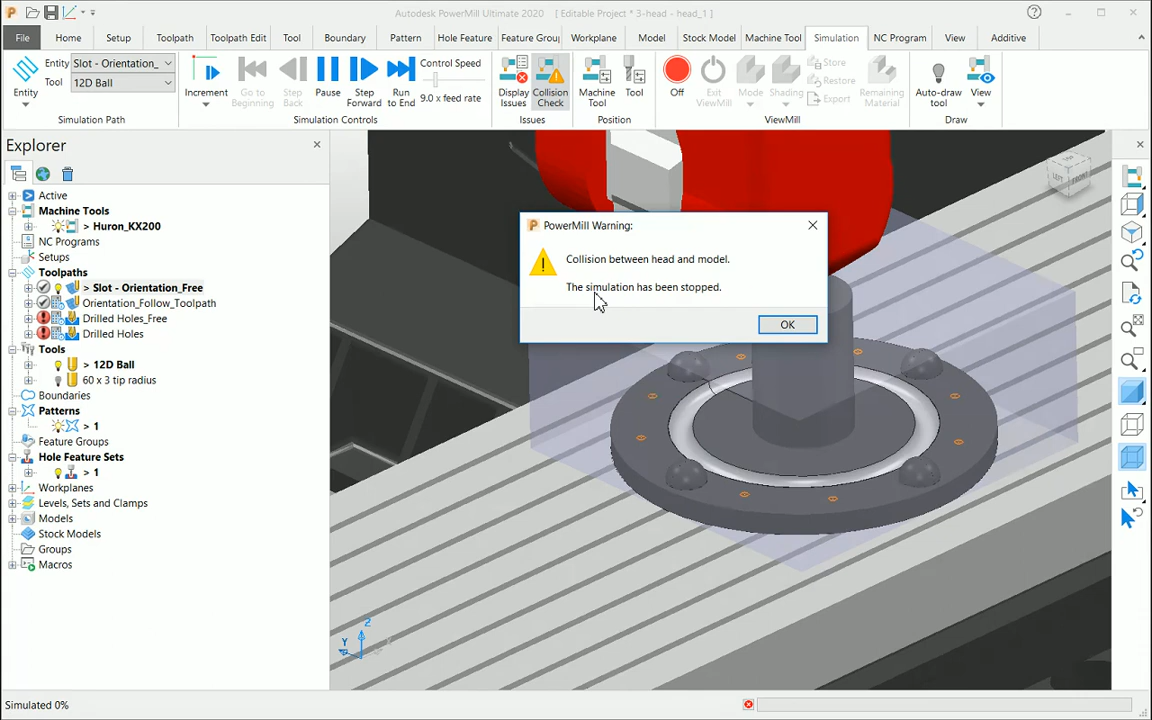 Autodesk PowerMill Ultimate 2020 [ Editable Project * 3-head - head_1 ]
File Home Setup Toolpath Toolpath Edit Tool Boundary Pattern Hole Feature Feature Group Workplane Model Stock Model Machine Tool Simulation NC Program View Additive
Entity
Entity Slot - Orientation_
Tool 12D Ball
Simulation Path
Increment
Go to Beginning
Step Back
Pause
Step Forward
Run to End
Control Speed
9.0 x feed rate
Simulation Controls
Display Issues
Collision Check
Issues
Machine Tool
Tool
Position
Off
Exit ViewMill
Mode
Shading
Store
Restore
Export
Remaining Material
ViewMill
Auto-draw tool
View
Draw
Explorer
Active
Machine Tools
> Huron_KX200
NC Programs
Setups
Toolpaths
> Slot - Orientation_Free
Orientation_Follow_Toolpath
Drilled Holes_Free
Drilled Holes
Tools
> 12D Ball
60 x 3 tip radius
Boundaries
Patterns
> 1
Feature Groups
Hole Feature Sets
> 1
Workplanes
Levels, Sets and Clamps
Models
Stock Models
Groups
Macros
LEFT
FRONT
PowerMill Warning:
Collision between head and model.
The simulation has been stopped.
OK
Z
Y
Simulated 0%